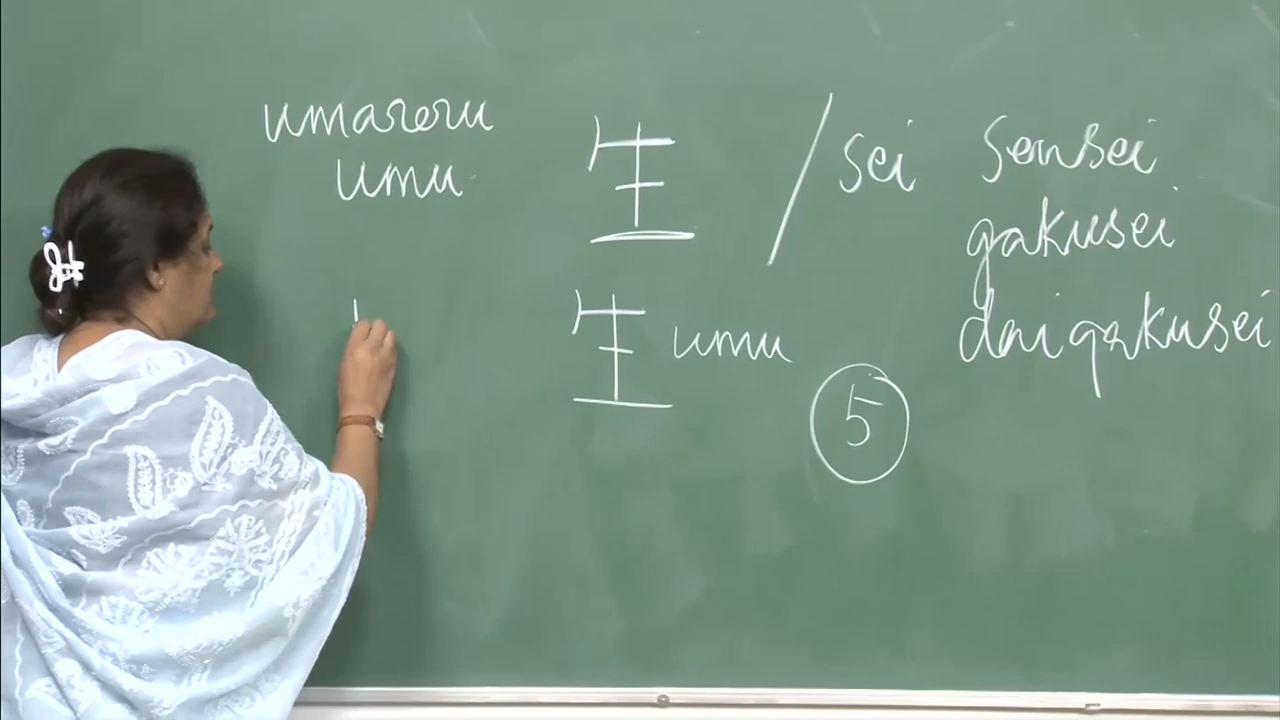 umareru 生 / sei sensei
umu
gakusei
生 umu daigakusei
5